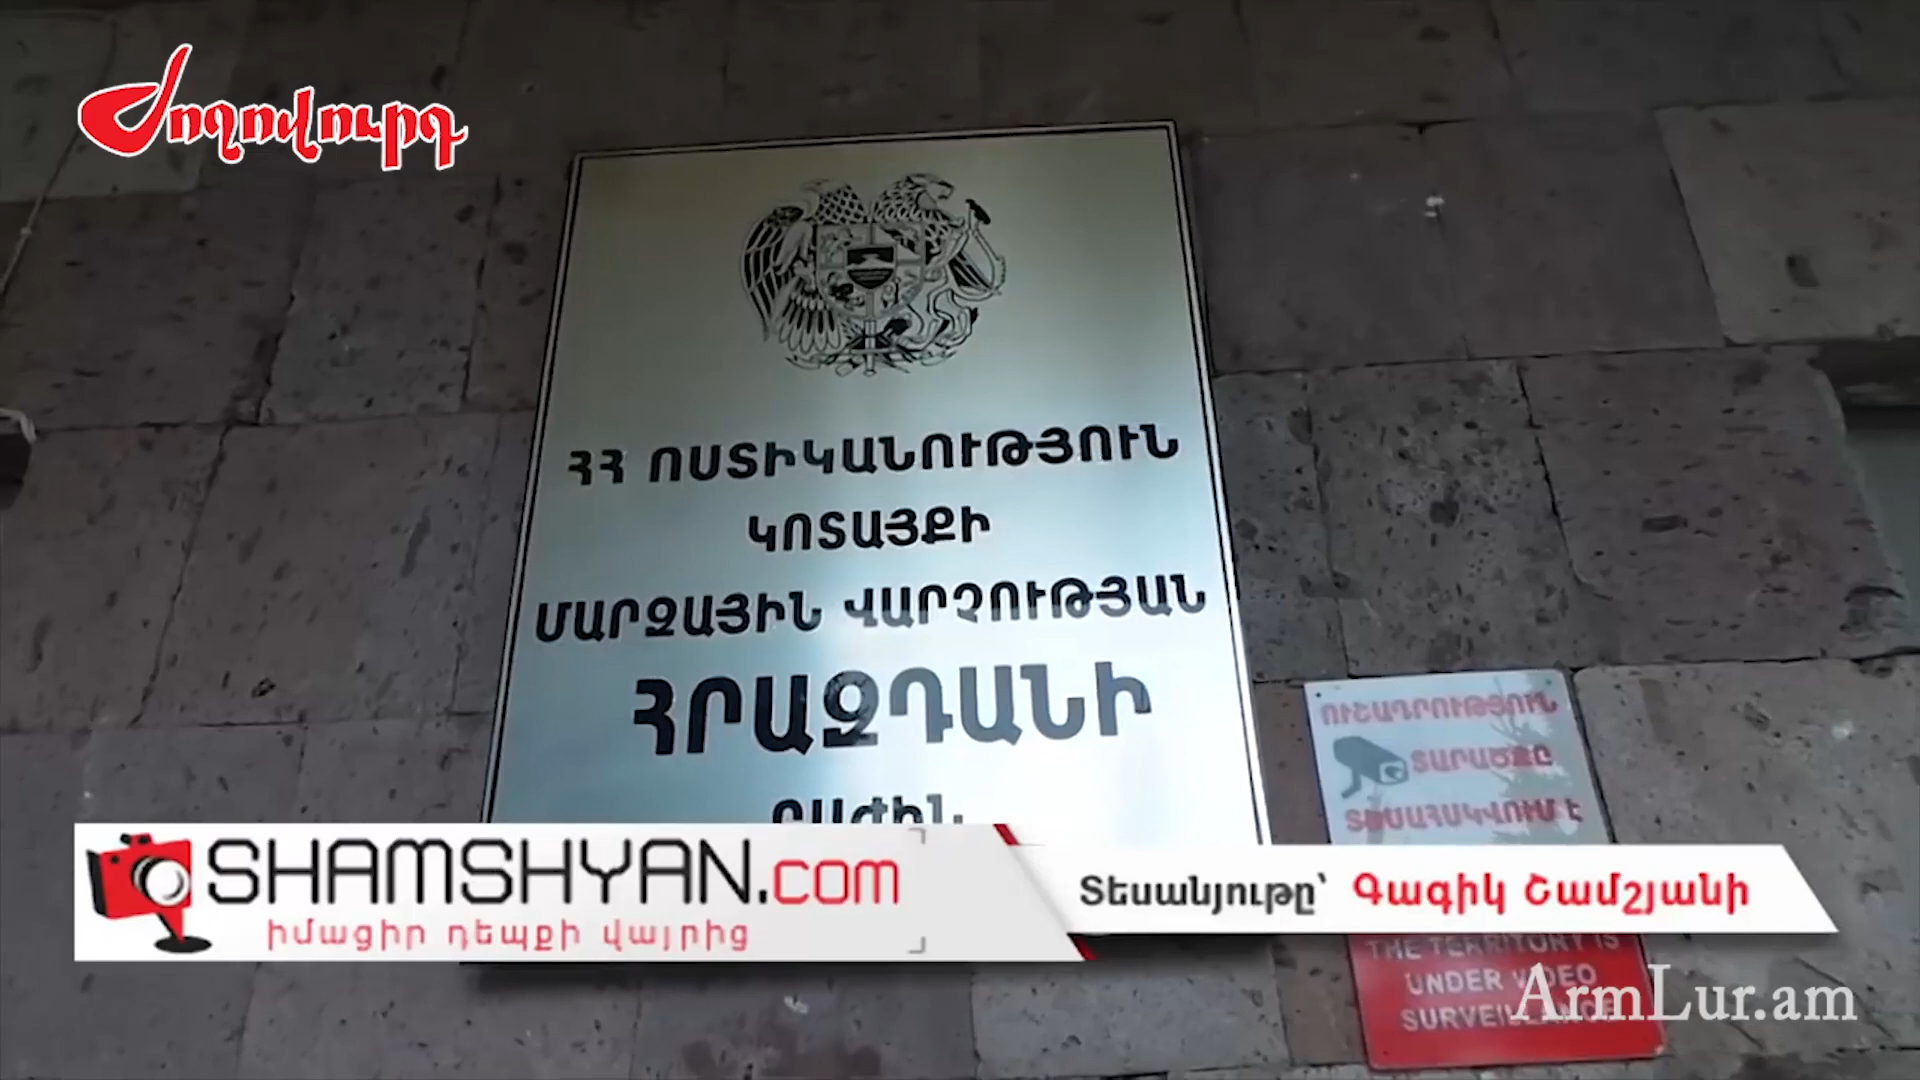 Ժողովուրդ
ՀՀ ՈՍՏԻԿԱՆՈՒԹՅՈՒՆ
ԿՈՏԱՅՔԻ
ՄԱՐԶԱՅԻՆ ՎԱՐՉՈՒԹՅԱՆ
ՀՐԱԶԴԱՆԻ
ԲԱԺԻՆ
ՈՒՇԱԴՐՈՒԹՅՈՒՆ
ՏԱՐԱԾՔԸ
ՏԵՍԱՀՍԿՎՈՒՄ Է
SHAMSHYAN.com
իմացիր դեպքի վայրից
Տեսանյութը՝ Գագիկ Շամշյանի
THE TERRITORY IS
UNDER VIDEO
SURVEILLANCE
ArmLur.am